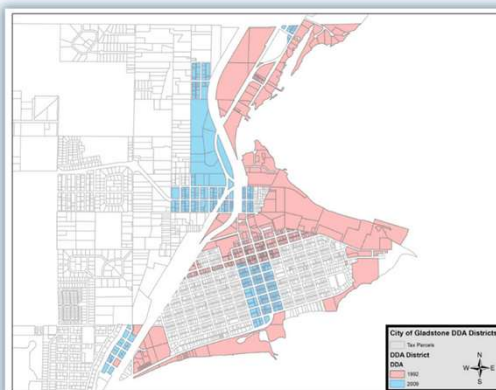 City of Gladstone DDA Districts
Tax Parcels
DDA District
DDA
1992
2009
N
W E
S